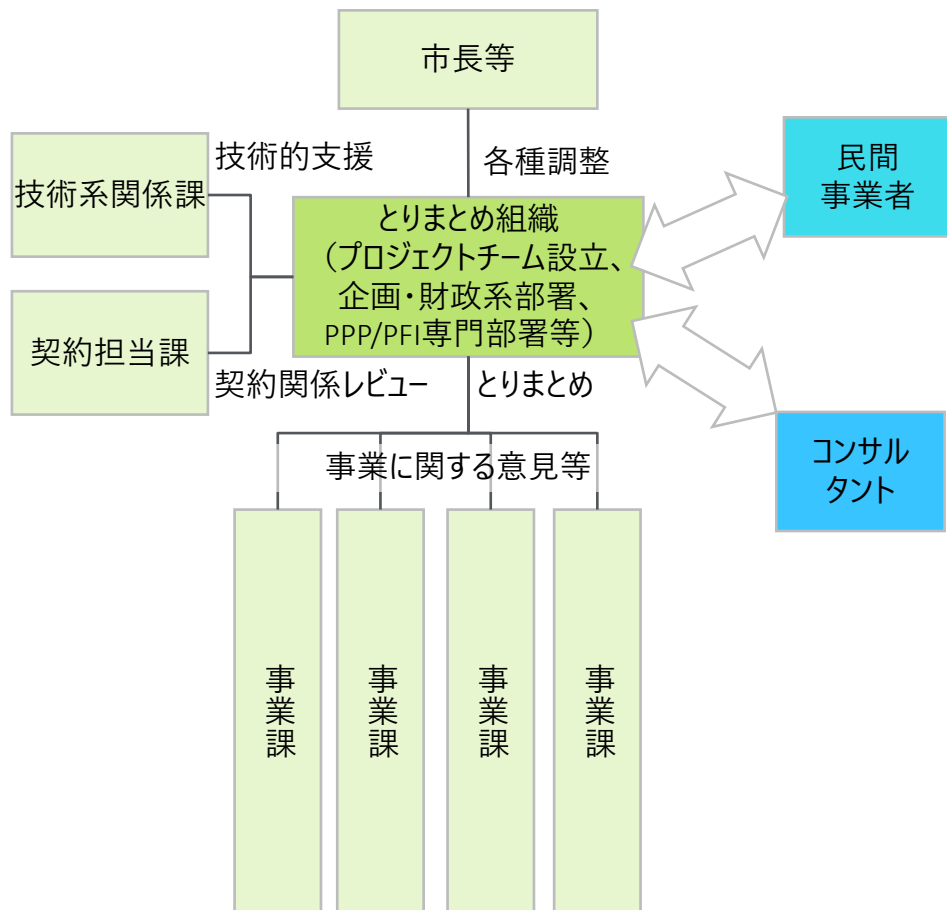 市長等
技術的支援
各種調整
技術系関係課
民間
事業者
とりまとめ組織
（プロジェクトチーム設立、
企画・財政系部署、
PPP/PFI専門部署等）
契約担当課
契約関係レビュー
とりまとめ
コンサル
タント
事業に関する意見等
事業課
事業課
事業課
事業課